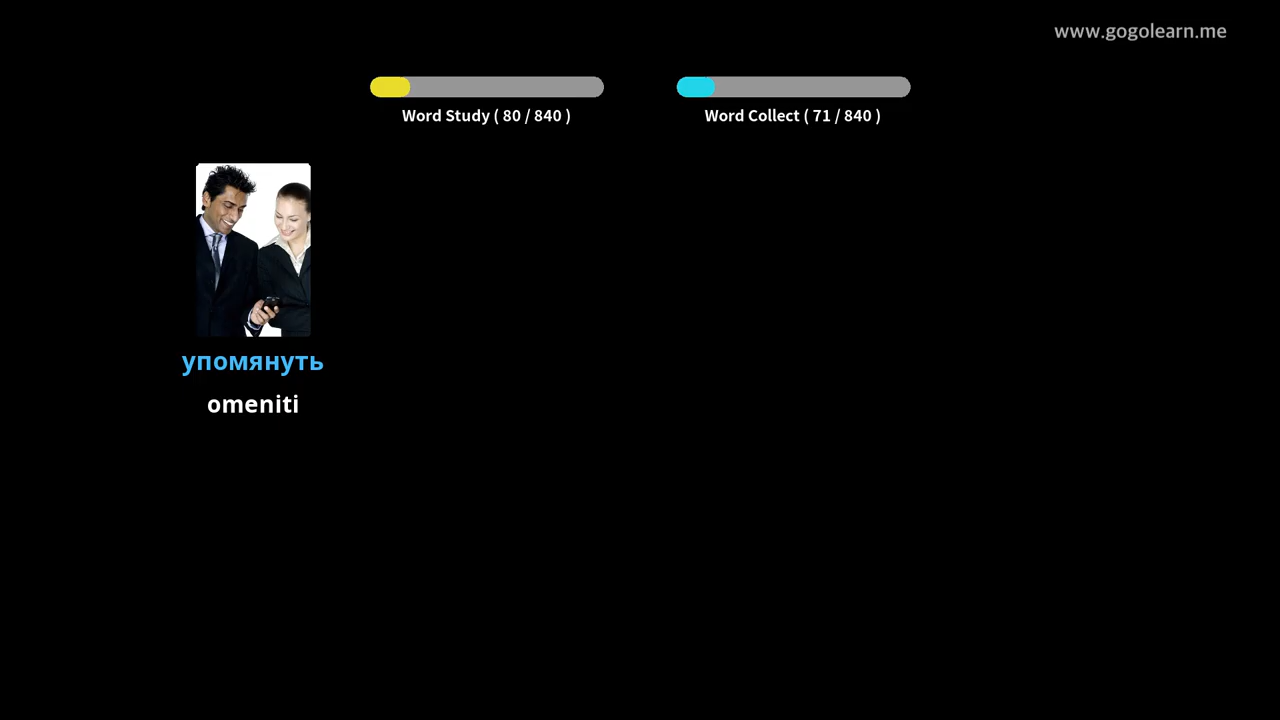 www.gogolearn.me
Word Study ( 80 / 840 )
Word Collect ( 71 / 840 )
упомянуть
omeniti